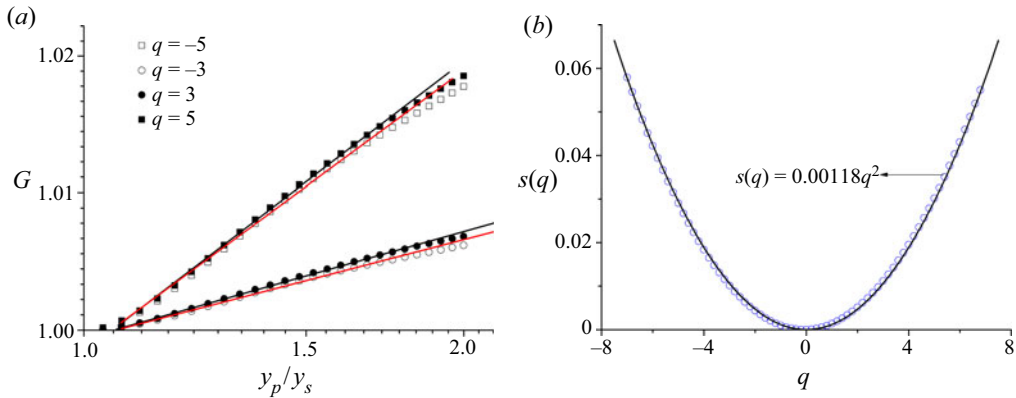 (a)
1.02
q = –5
q = –3
q = 3
q = 5
G
1.01
1.00
1.0
1.5
2.0
y_p/y_s
(b)
0.06
0.04
s(q)
s(q) = 0.00118q²
0.02
0
–8
–4
0
4
8
q